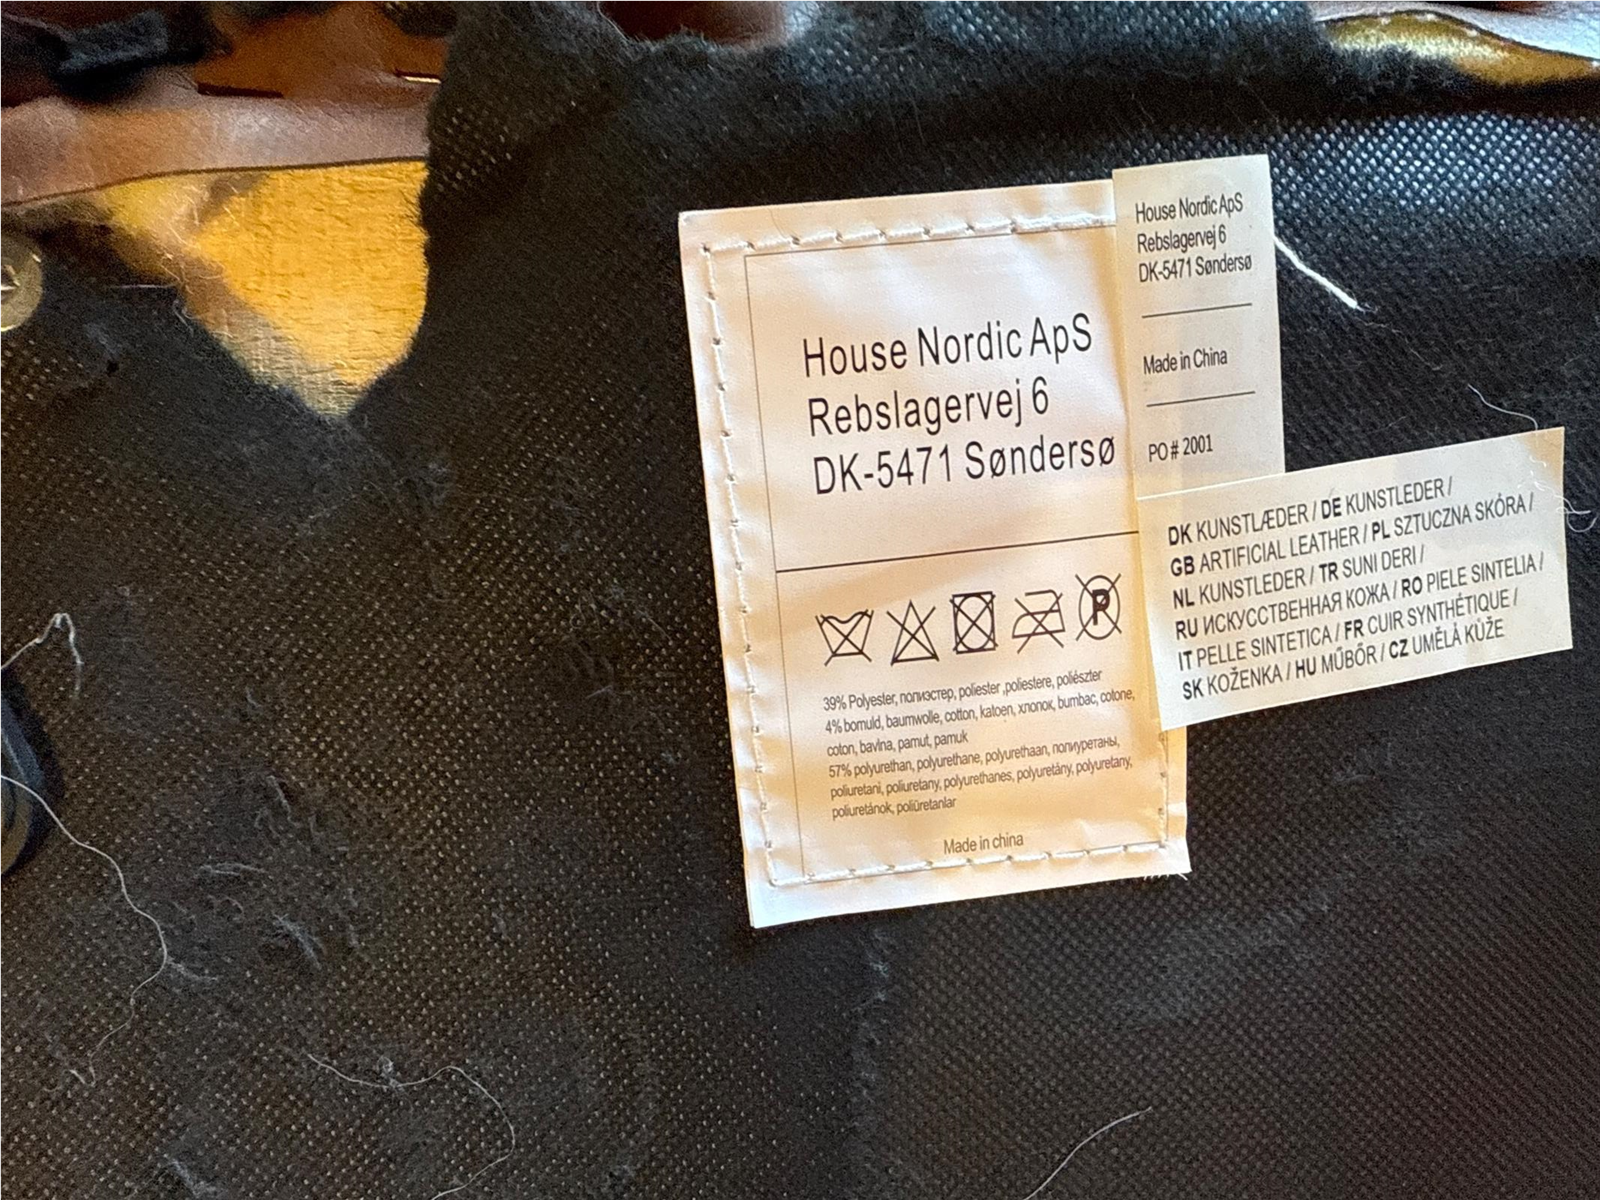 House Nordic ApS
Rebslagervej 6
DK-5471 Søndersø
P
39% Polyester, полиэстер, poliester ,poliestere, poliészter
4% bomuld, baumwolle, cotton, katoen, хлопок, bumbac, cotone,
coton, bavlna, pamut, pamuk
57% polyurethan, polyurethane, polyurethaan, полиуретаны,
poliuretani, poliuretany, polyurethanes, polyuretány, polyuretany,
poliuretánok, poliüretanlar
Made in china
House Nordic ApS
Rebslagervej 6
DK-5471 Søndersø
Made in China
PO# 2001
DK KUNSTLÆDER / DE KUNSTLEDER /
GB ARTIFICIAL LEATHER / PL SZTUCZNA SKÓRA /
NL KUNSTLEDER / TR SUNI DERI /
RU ИСКУССТВЕННАЯ КОЖА / RO PIELE SINTELIA /
IT PELLE SINTETICA / FR CUIR SYNTHÉTIQUE /
SK KOŽENKA / HU MŰBŐR / CZ UMĚLÁ KŮŽE